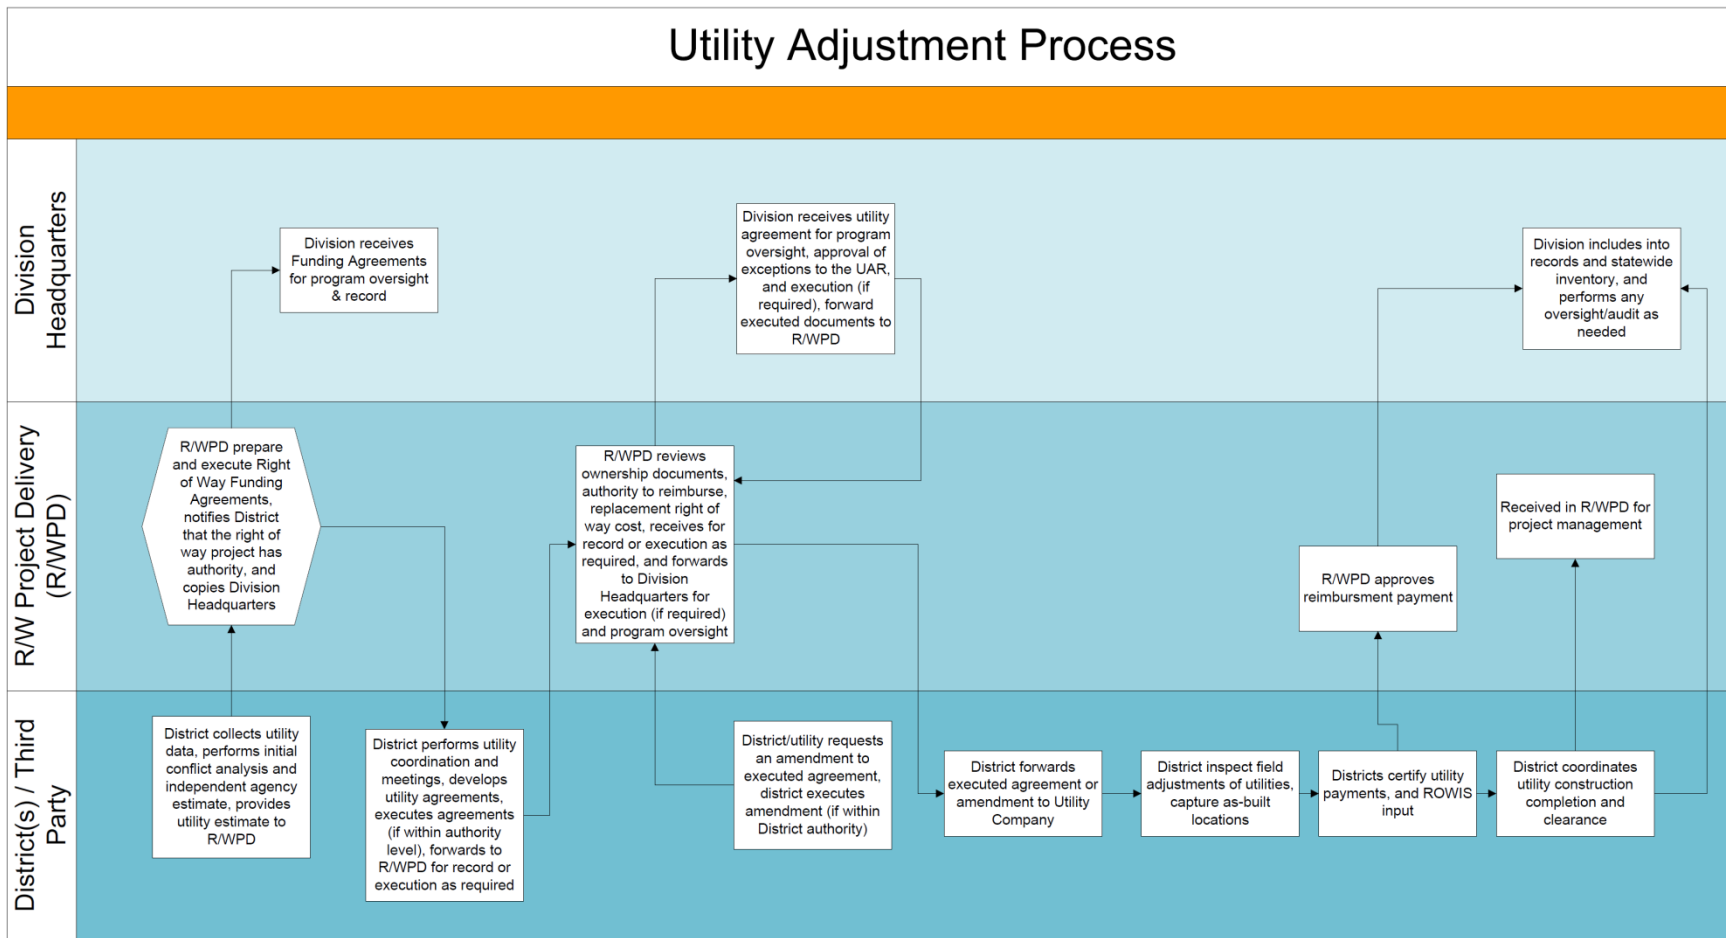 Utility Adjustment Process
Division
Headquarters
Division receives
Funding Agreements
for program oversight
& record
Division receives utility
agreement for program
oversight, approval of
exceptions to the UAR,
and execution (if
required), forward
executed documents to
R/WPD
Division includes into
records and statewide
inventory, and
performs any
oversight/audit as
needed
R/W Project Delivery
(R/WPD)
R/WPD prepare
and execute Right
of Way Funding
Agreements,
notifies District
that the right of
way project has
authority, and
copies Division
Headquarters
R/WPD reviews
ownership documents,
authority to reimburse,
replacement right of
way cost, receives for
record or execution as
required, and forwards
to Division
Headquarters for
execution (if required)
and program oversight
R/WPD approves
reimbursment payment
Received in R/WPD for
project management
District(s) / Third
Party
District collects utility
data, performs initial
conflict analysis and
independent agency
estimate, provides
utility estimate to
R/WPD
District performs utility
coordination and
meetings, develops
utility agreements,
executes agreements
(if within authority
level), forwards to
R/WPD for record or
execution as required
District/utility requests
an amendment to
executed agreement,
district executes
amendment (if within
District authority)
District forwards
executed agreement or
amendment to Utility
Company
District inspect field
adjustments of utilities,
capture as-built
locations
Districts certify utility
payments, and ROWIS
input
District coordinates
utility construction
completion and
clearance